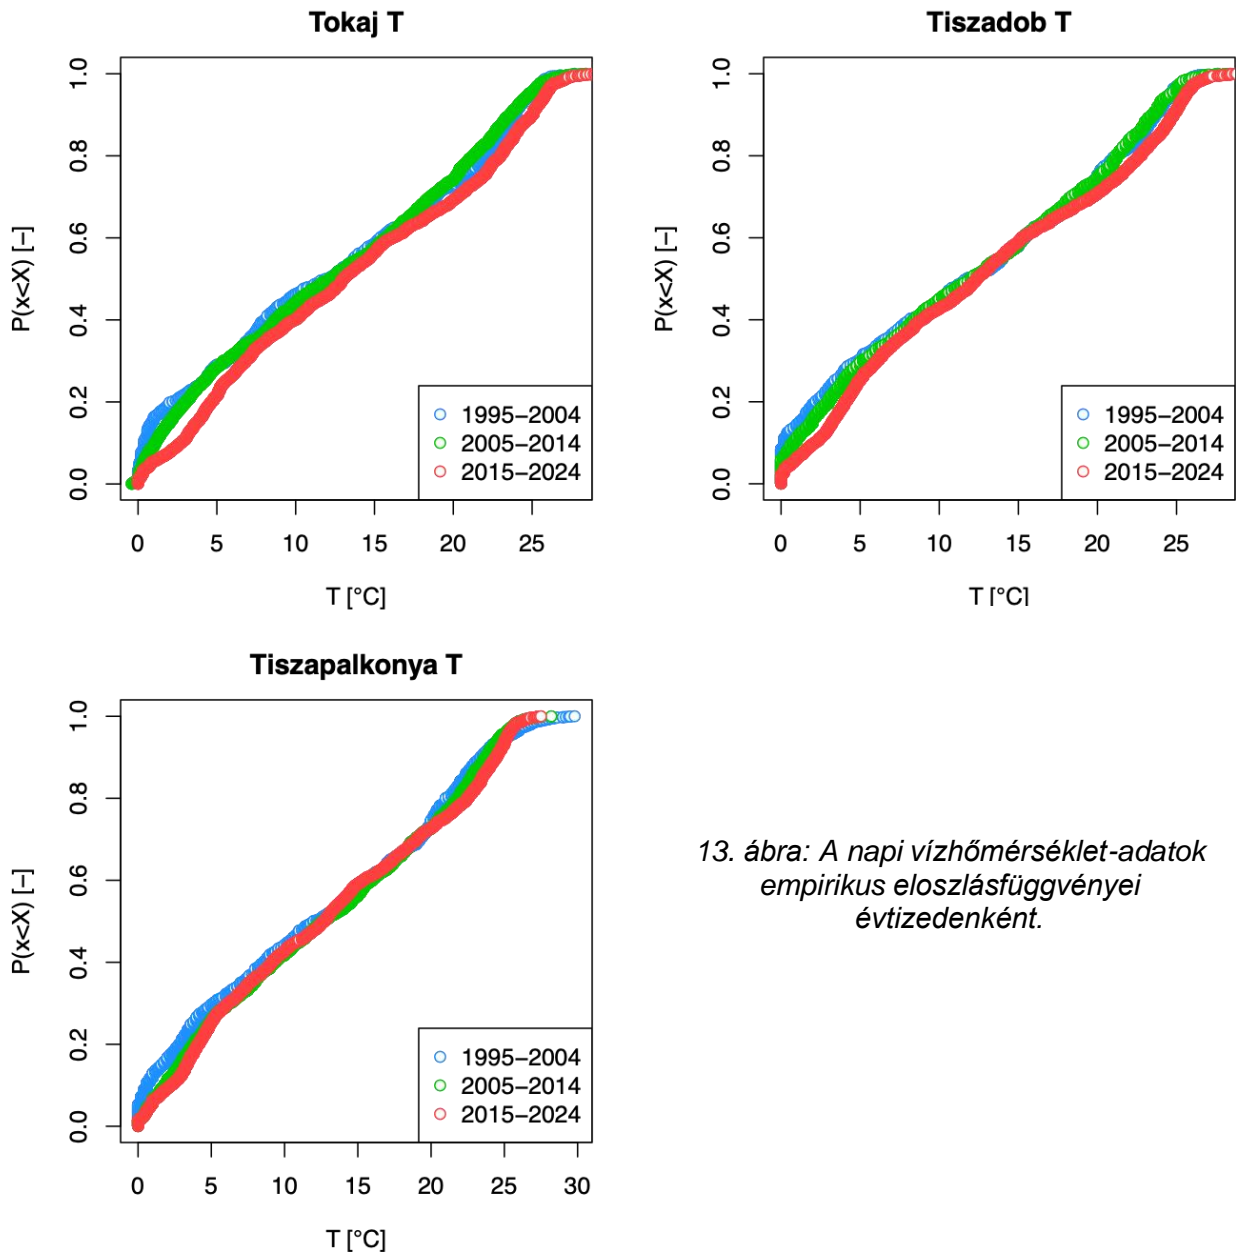 Tokaj T
P(x<X) [−]
0.0 0.2 0.4 0.6 0.8 1.0
1995−2004
2005−2014
2015−2024
0 5 10 15 20 25
T [°C]
Tiszadob T
P(x<X) [−]
0.0 0.2 0.4 0.6 0.8 1.0
1995−2004
2005−2014
2015−2024
0 5 10 15 20 25
T [°C]
Tiszapalkonya T
P(x<X) [−]
0.0 0.2 0.4 0.6 0.8 1.0
1995−2004
2005−2014
2015−2024
0 5 10 15 20 25 30
T [°C]
13. ábra: A napi vízhőmérséklet-adatok
empirikus eloszlásfüggvényei
évtizedenként.